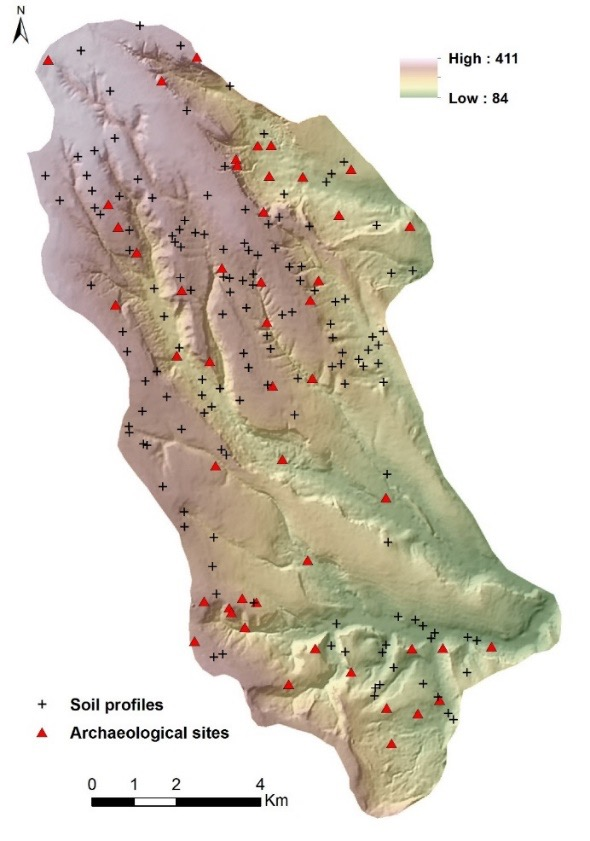 N
High : 411
Low : 84
Soil profiles
Archaeological sites
0 1 2 4
Km